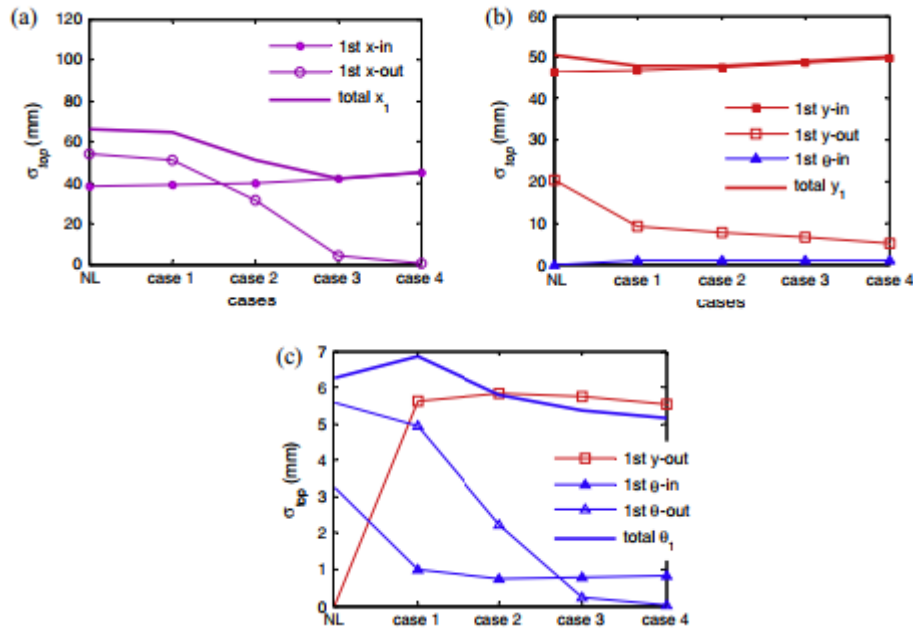 (a)
120
100
80
60
40
20
0
σtop (mm)
1st x-in
1st x-out
total x1
NL case 1 case 2 case 3 case 4
cases
(b)
60
50
40
30
20
10
0
σtop (mm)
1st y-in
1st y-out
1st θ-in
total y1
NL case 1 case 2 case 3 case 4
cases
(c)
7
6
5
4
3
2
1
0
σtop (mm)
1st y-out
1st θ-in
1st θ-out
total θ1
NL case 1 case 2 case 3 case 4